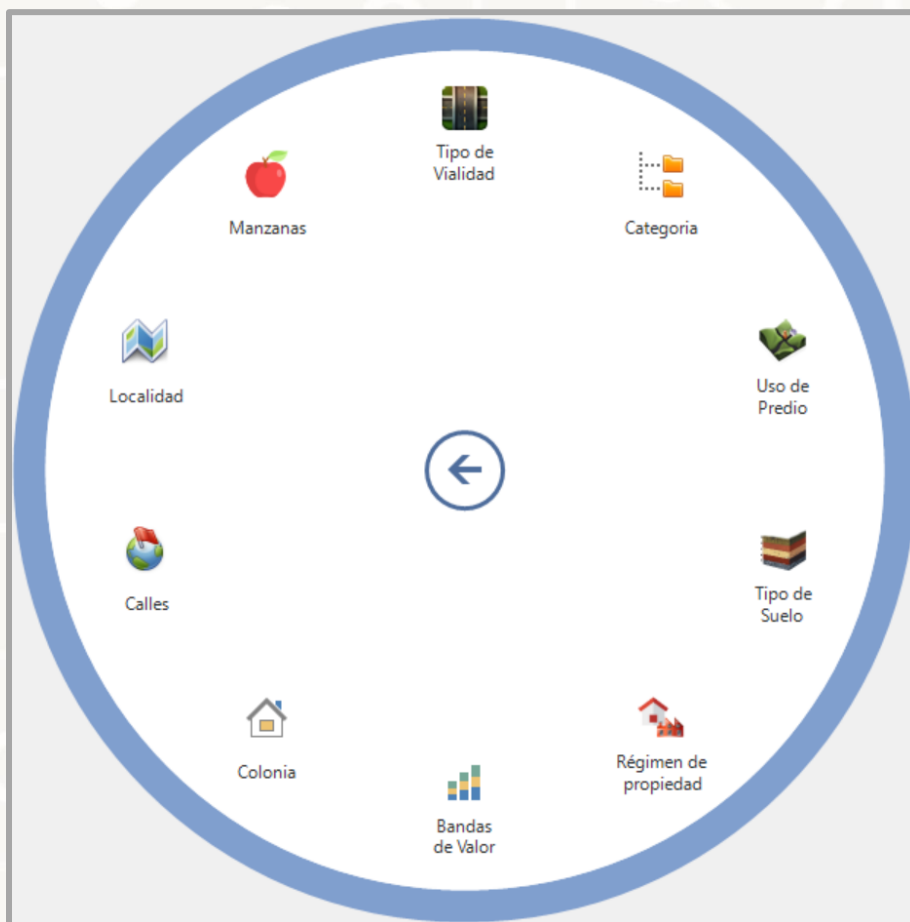 Tipo de
Vialidad
Manzanas
Categoria
Localidad
Uso de
Predio
Calles
Tipo de
Suelo
Colonia
Régimen de
propiedad
Bandas
de Valor